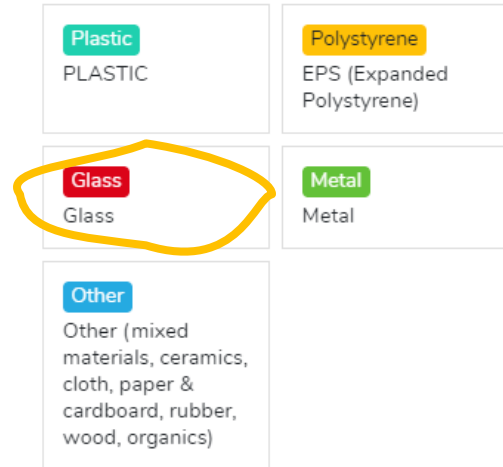 Plastic
PLASTIC
Polystyrene
EPS (Expanded
Polystyrene)
Glass
Glass
Metal
Metal
Other
Other (mixed
materials, ceramics,
cloth, paper &
cardboard, rubber,
wood, organics)